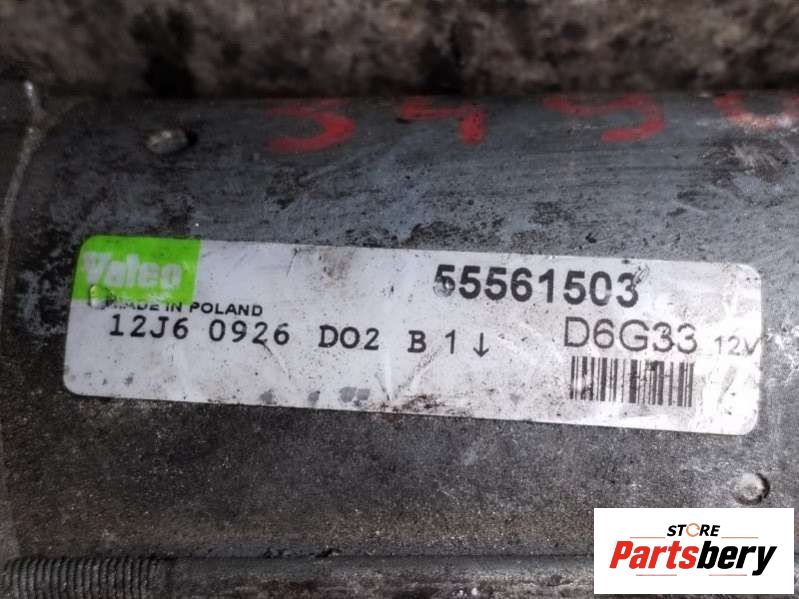 Valeo
55561503
MADE IN POLAND
12J6 0926 DO2 B 1↓
D6G33 12V
STORE
Partsbery